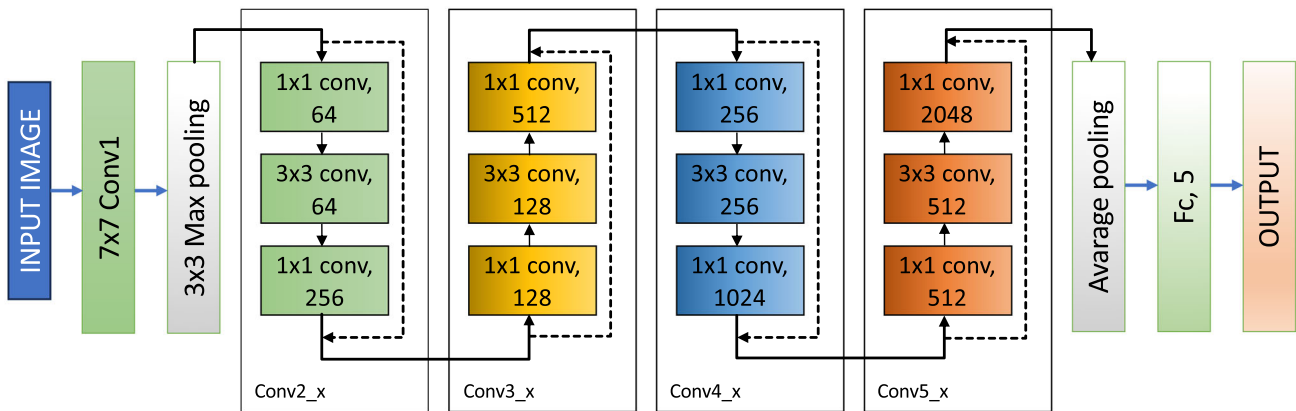 INPUT IMAGE
7x7 Conv1
3x3 Max pooling
1x1 conv,
64
3x3 conv,
64
1x1 conv,
256
Conv2_x
1x1 conv,
512
3x3 conv,
128
1x1 conv,
128
Conv3_x
1x1 conv,
256
3x3 conv,
256
1x1 conv,
1024
Conv4_x
1x1 conv,
2048
3x3 conv,
512
1x1 conv,
512
Conv5_x
Avarage pooling
Fc, 5
OUTPUT